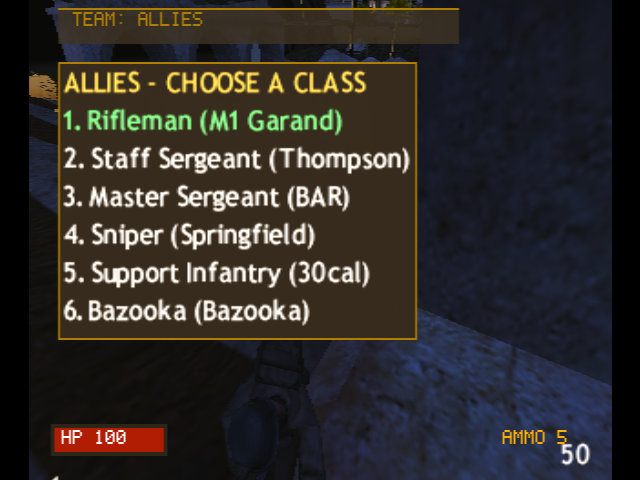 TEAM: ALLIES
ALLIES - CHOOSE A CLASS
1. Rifleman (M1 Garand)
2. Staff Sergeant (Thompson)
3. Master Sergeant (BAR)
4. Sniper (Springfield)
5. Support Infantry (30cal)
6. Bazooka (Bazooka)
HP 100
AMMO 5
50